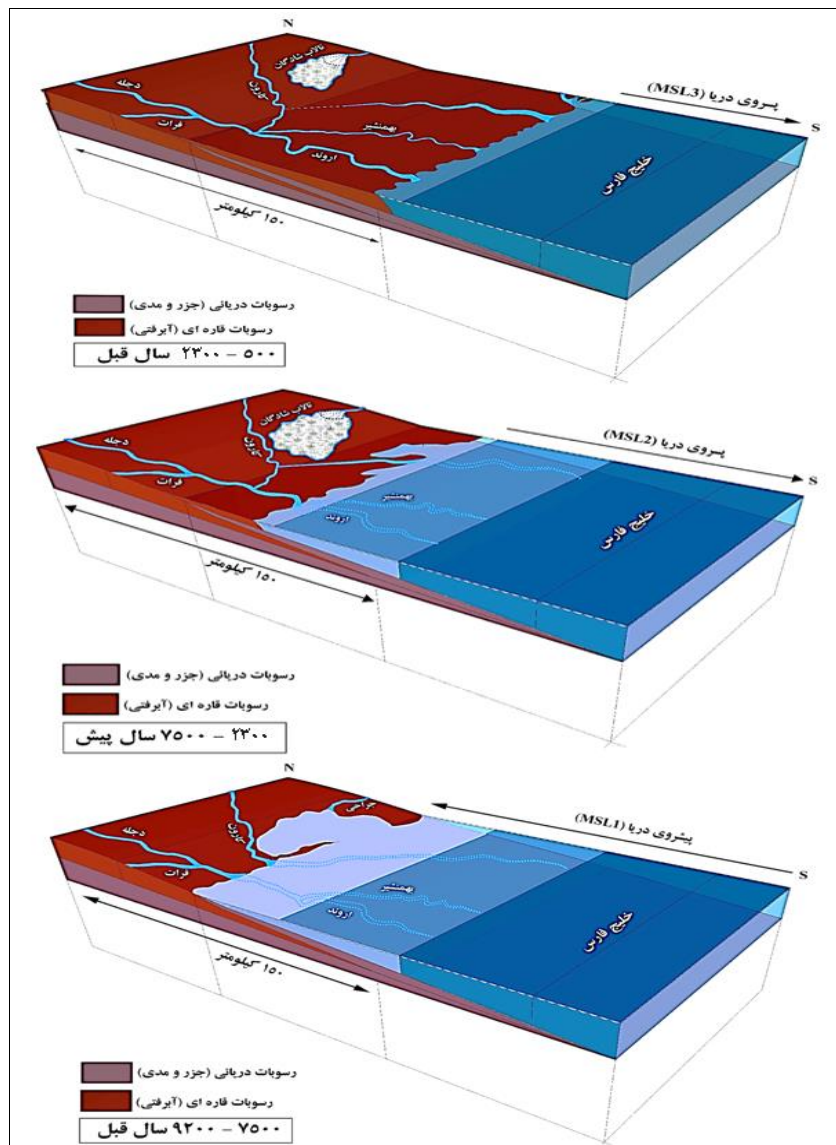 N
تالاب شادگان
دجله
کارون
فرات
بهمنشیر
اروند
پسروی دریا (MSL3)
S
خلیج فارس
۱۵۰ کیلومتر
رسوبات دریائی (جزر و مدی)
رسوبات قاره ای (آبرفتی)
۵۰۰ - ۲۳۰۰ سال قبل
تالاب شادگان
دجله
کارون
فرات
بهمنشیر
اروند
پسروی دریا (MSL2)
S
خلیج فارس
۱۵۰ کیلومتر
رسوبات دریائی (جزر و مدی)
رسوبات قاره ای (آبرفتی)
۲۳۰۰ - ۷۵۰۰ سال پیش
N
جراحی
دجله
کارون
فرات
بهمنشیر
اروند
پیشروی دریا (MSL1)
S
خلیج فارس
۱۵۰ کیلومتر
رسوبات دریائی (جزر و مدی)
رسوبات قاره ای (آبرفتی)
۷۵۰۰ - ۹۲۰۰ سال قبل